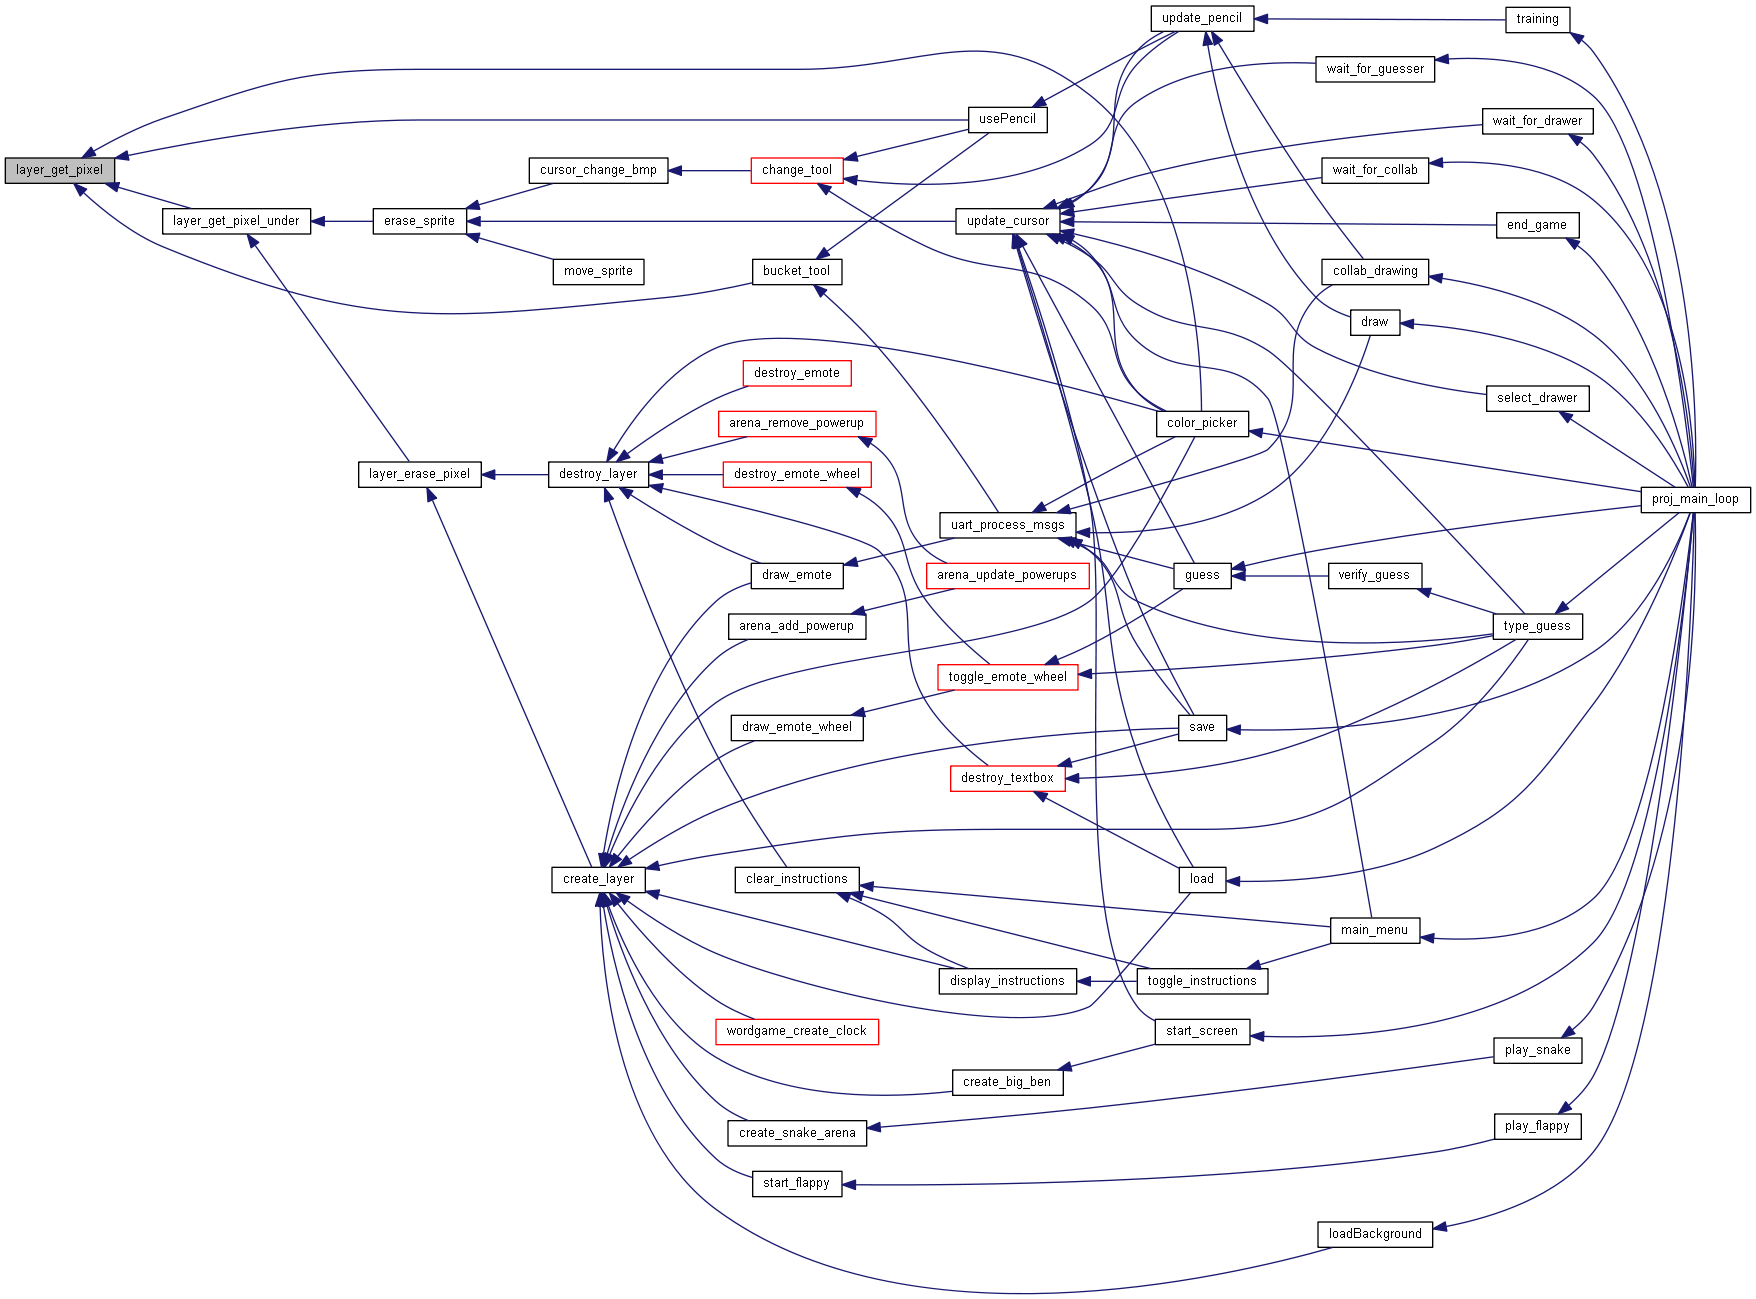 update_pencil
training
wait_for_guesser
usePencil
wait_for_drawer
layer_get_pixel
cursor_change_bmp
change_tool
wait_for_collab
layer_get_pixel_under
erase_sprite
update_cursor
end_game
move_sprite
bucket_tool
collab_drawing
draw
destroy_emote
select_drawer
arena_remove_powerup
color_picker
layer_erase_pixel
destroy_layer
destroy_emote_wheel
proj_main_loop
uart_process_msgs
draw_emote
arena_update_powerups
guess
verify_guess
arena_add_powerup
type_guess
toggle_emote_wheel
draw_emote_wheel
save
destroy_textbox
create_layer
clear_instructions
load
main_menu
display_instructions
toggle_instructions
wordgame_create_clock
start_screen
play_snake
create_big_ben
create_snake_arena
play_flappy
start_flappy
loadBackground